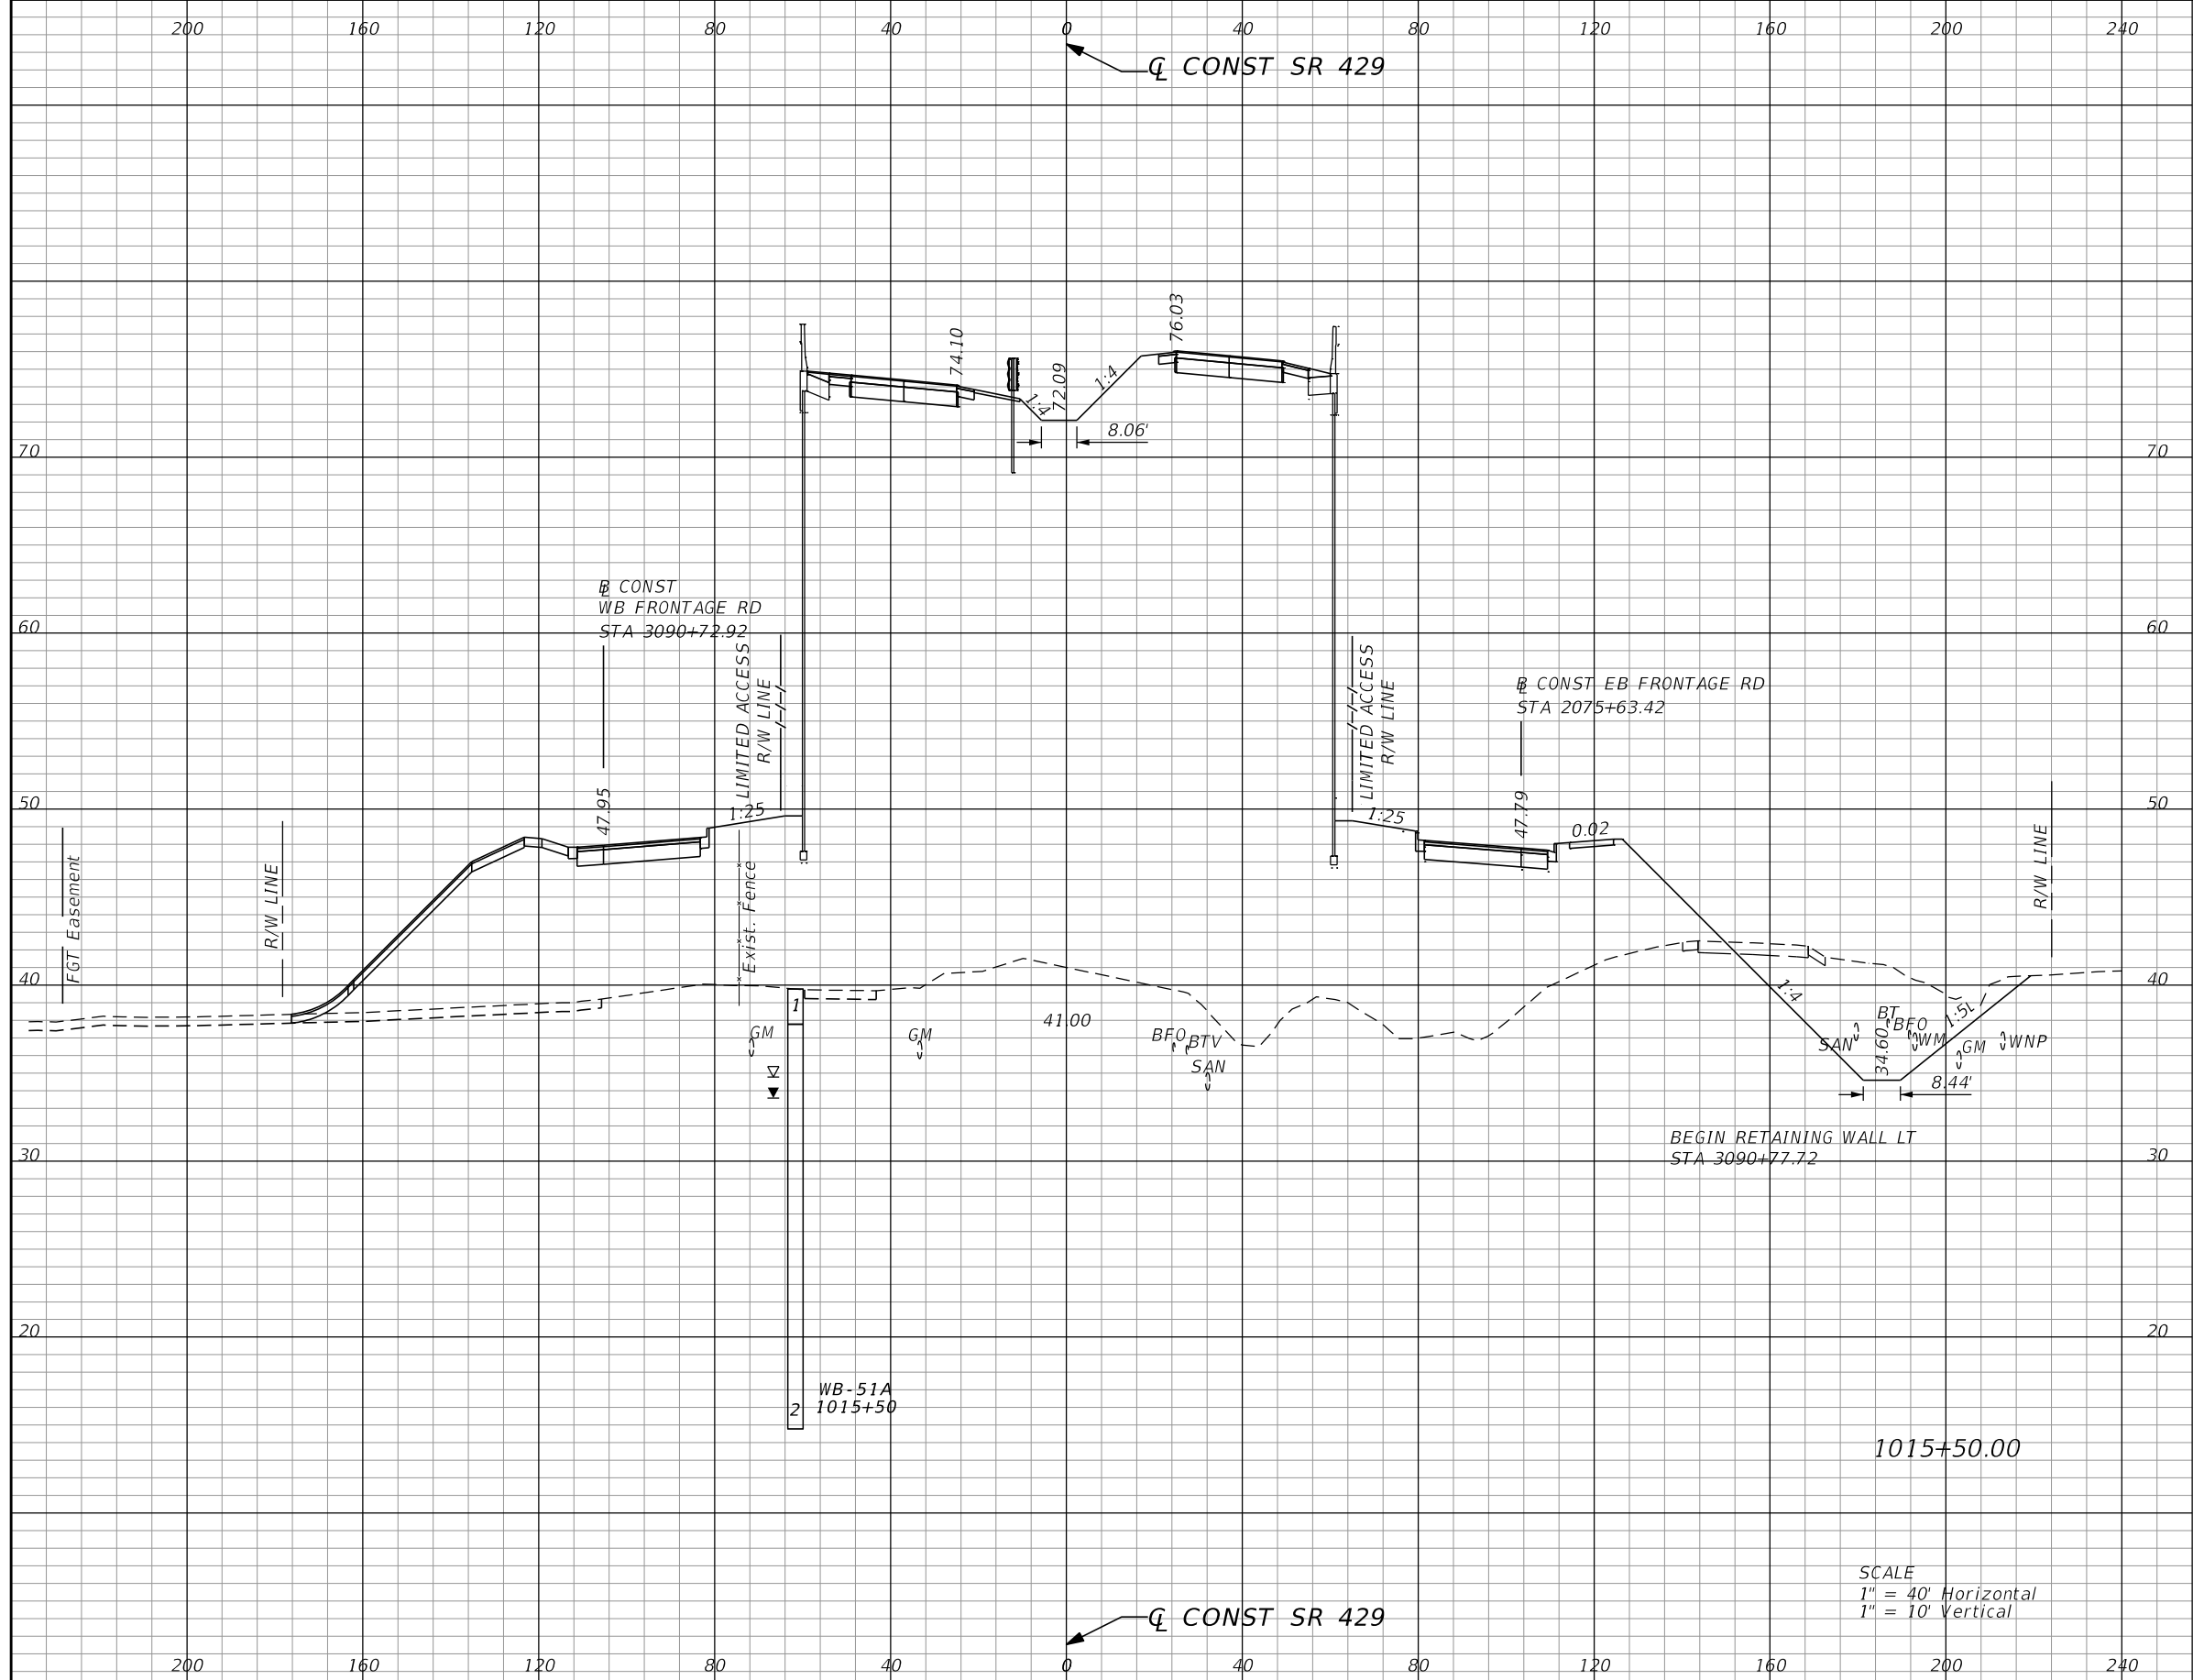 200 160 120 80 40 0 40 80 120 160 200 240
℄ CONST SR 429
76.03
74.10
72.09
1:4
1:4
8.06'
70 70
60 60
B̲L CONST
WB FRONTAGE RD
STA 3090+72.92
LIMITED ACCESS
R/W LINE
LIMITED ACCESS
R/W LINE
B̲L CONST EB FRONTAGE RD
STA 2075+63.42
50 50
47.95
1:25
1:25
47.79
0.02
FGT Easement
R/W LINE
Exist. Fence
R/W LINE
40 40
1
GM
GM
41.00
BFO
BTV
SAN
1:4
SAN
BT
BFO
WM
34.60
1:5
GM
WNP
8.44'
BEGIN RETAINING WALL LT
STA 3090+77.72
30 30
20 20
WB-51A
1015+50
2
1015+50.00
SCALE
1" = 40' Horizontal
1" = 10' Vertical
℄ CONST SR 429
200 160 120 80 40 0 40 80 120 160 200 240